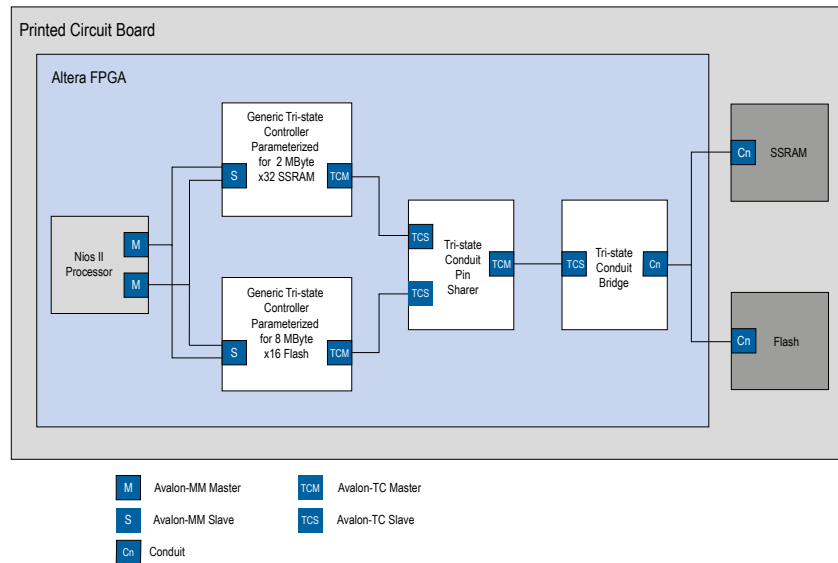 Printed Circuit Board
Altera FPGA
Generic Tri-state
Controller
Parameterized
for 2 MByte
x32 SSRAM
S
TCM
Cn
SSRAM
Nios II
Processor
M
M
TCS
TCS
Tri-state
Conduit
Pin
Sharer
TCM
TCS
Tri-state
Conduit
Bridge
Cn
Generic Tri-state
Controller
Parameterized
for 8 MByte
x16 Flash
S
TCM
Cn
Flash
M Avalon-MM Master
TCM Avalon-TC Master
S Avalon-MM Slave
TCS Avalon-TC Slave
Cn Conduit